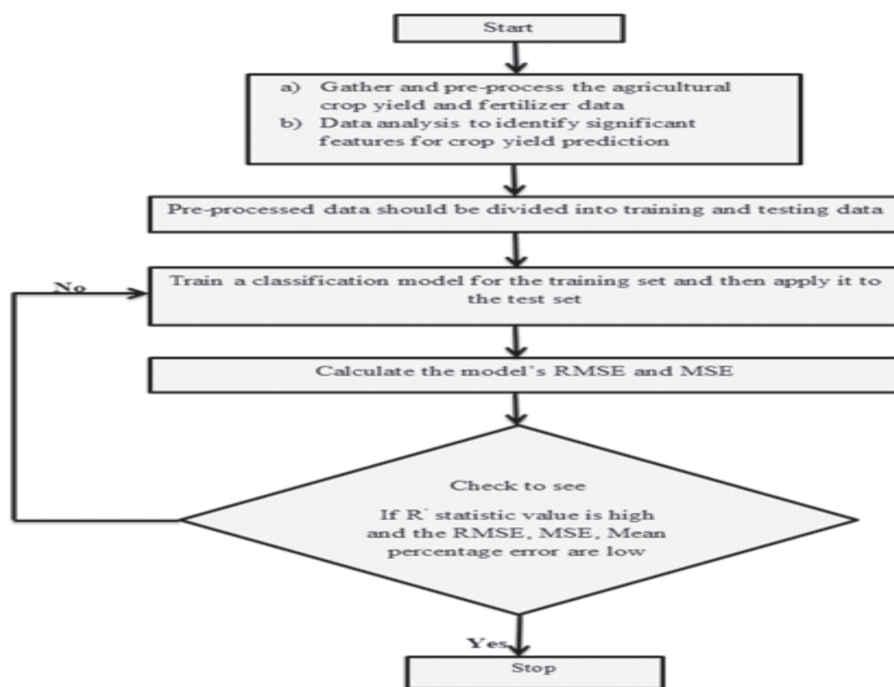 Start
a) Gather and pre-process the agricultural
crop yield and fertilizer data
b) Data analysis to identify significant
features for crop yield prediction
Pre-processed data should be divided into training and testing data
No
Train a classification model for the training set and then apply it to
the test set
Calculate the model's RMSE and MSE
Check to see
If R statistic value is high
and the RMSE, MSE, Mean
percentage error are low
Yes
Stop